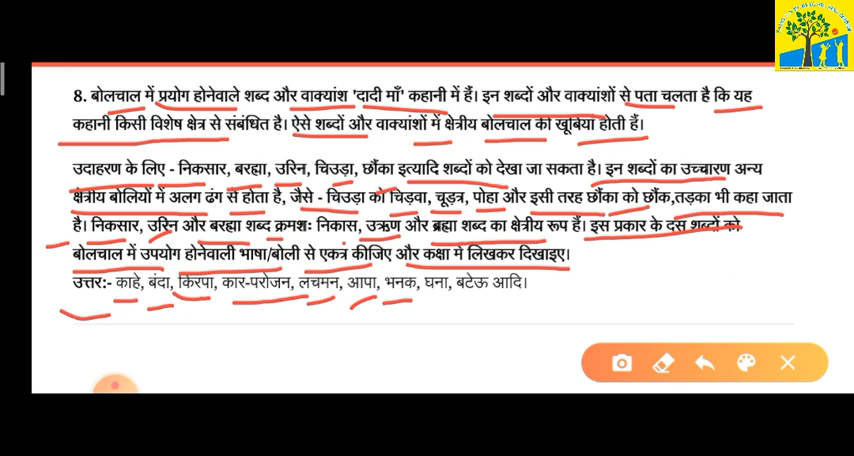 8. बोलचाल में प्रयोग होनेवाले शब्द और वाक्यांश 'दादी माँ' कहानी में हैं। इन शब्दों और वाक्यांशों से पता चलता है कि यह
कहानी किसी विशेष क्षेत्र से संबंधित है। ऐसे शब्दों और वाक्यांशों में क्षेत्रीय बोलचाल की खूबियां होती हैं।
उदाहरण के लिए - निकसार, बरह्मा, उरिन, चिउड़ा, छौंका इत्यादि शब्दों को देखा जा सकता है। इन शब्दों का उच्चारण अन्य
क्षेत्रीय बोलियों में अलग ढंग से होता है, जैसे - चिउड़ा का चिड़वा, चूड़त्र, पोहा और इसी तरह छौंका को छौंक,तड़का भी कहा जाता
है। निकसार, उरिन और बरह्मा शब्द क्रमशः निकास, उऋण और ब्रह्मा शब्द का क्षेत्रीय रूप हैं। इस प्रकार के दस शब्दों को
बोलचाल में उपयोग होनेवाली भाषा/बोली से एकत्र कीजिए और कक्षा में लिखकर दिखाइए।
उत्तर:- काहे, बंदा, किरपा, कार-परोजन, लचमन, आपा, भनक, घना, बटेऊ आदि।